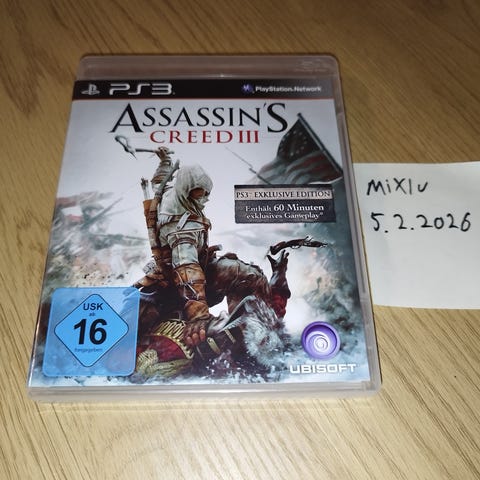 PS3
PlayStation Network
ASSASSIN'S
CREED III
PS3™ EXKLUSIVE EDITION
Enthält 60 Minuten
exklusives Gameplay*
MiXlu
5.2.2026
USK
ab
16
freigegeben
UBISOFT